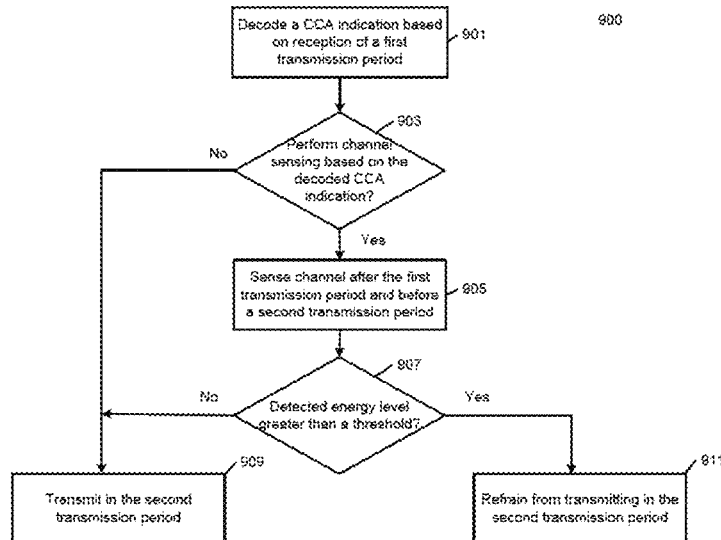 Decode a CCA indication based
on reception of a first
transmission period
901
900
903
Perform channel
sensing based on the
decoded CCA
indication?
No
Yes
Sense channel after the first
transmission period and before
a second transmission period
905
907
No
Detected energy level
greater than a threshold?
Yes
909
Transmit in the second
transmission period
911
Refrain from transmitting in the
second transmission period